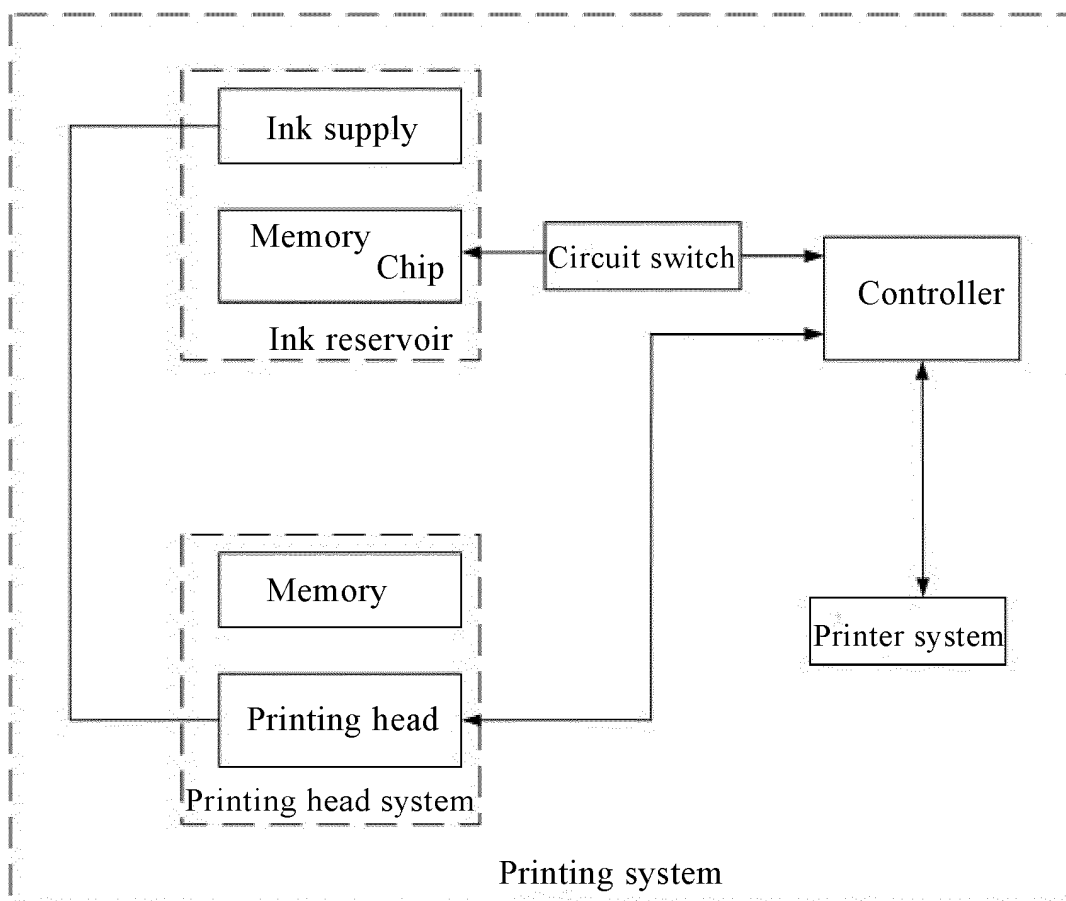 Ink supply
Memory
Chip
Ink reservoir
Circuit switch
Controller
Memory
Printing head
Printing head system
Printer system
Printing system